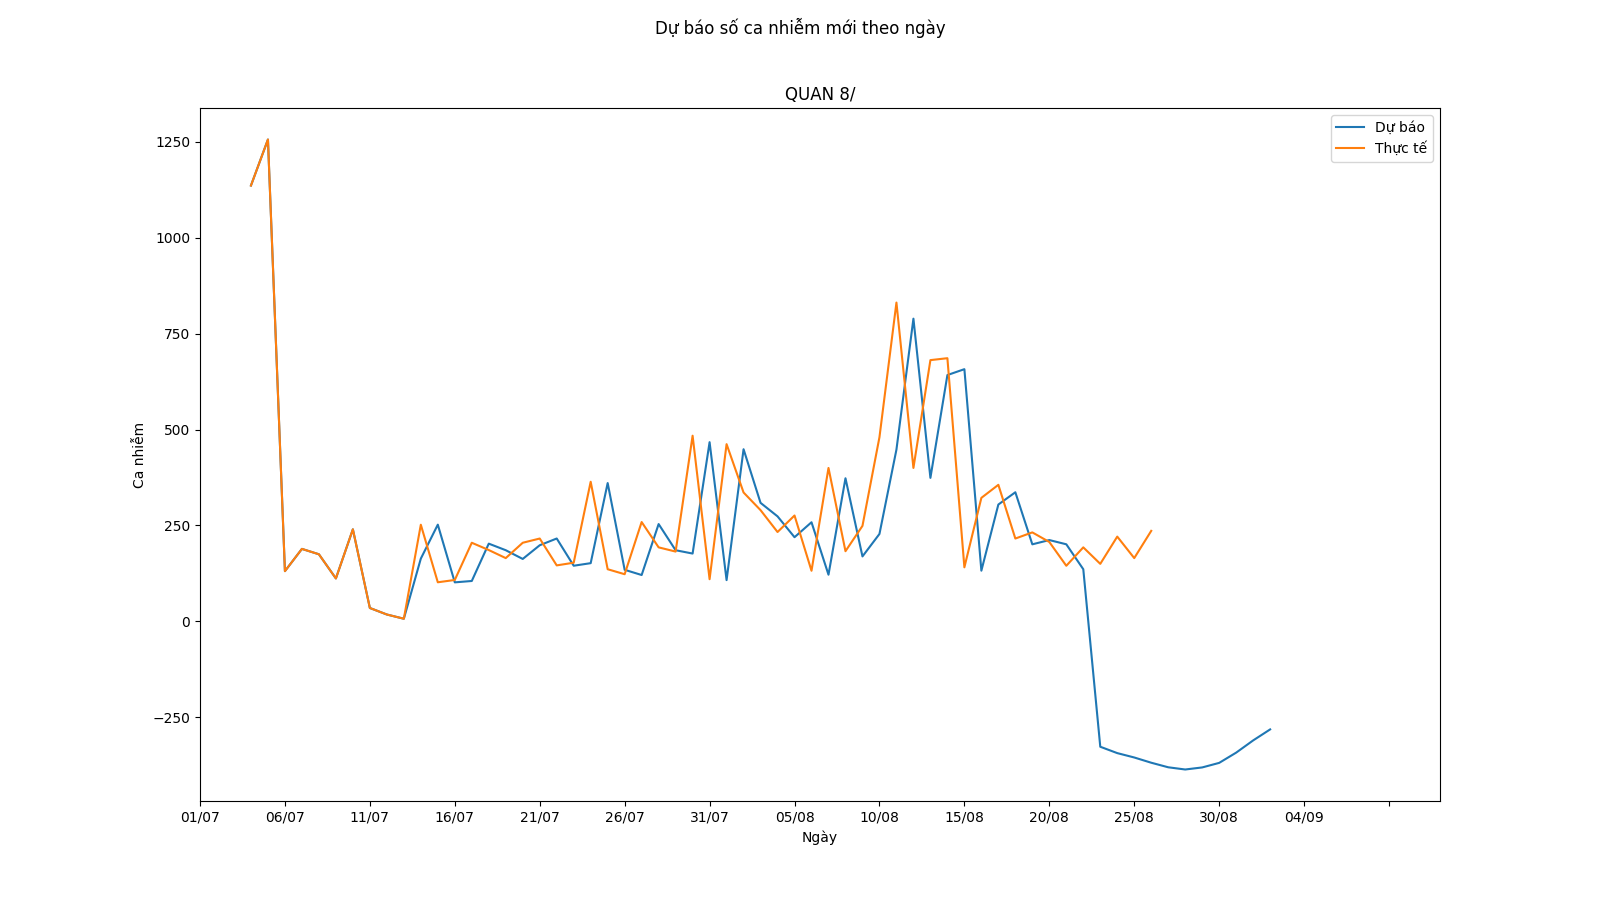 Dự báo số ca nhiễm mới theo ngày
QUAN 8/
Dự báo
Thực tế
1250
1000
750
500
250
0
−250
Ca nhiễm
01/07 06/07 11/07 16/07 21/07 26/07 31/07 05/08 10/08 15/08 20/08 25/08 30/08 04/09
Ngày